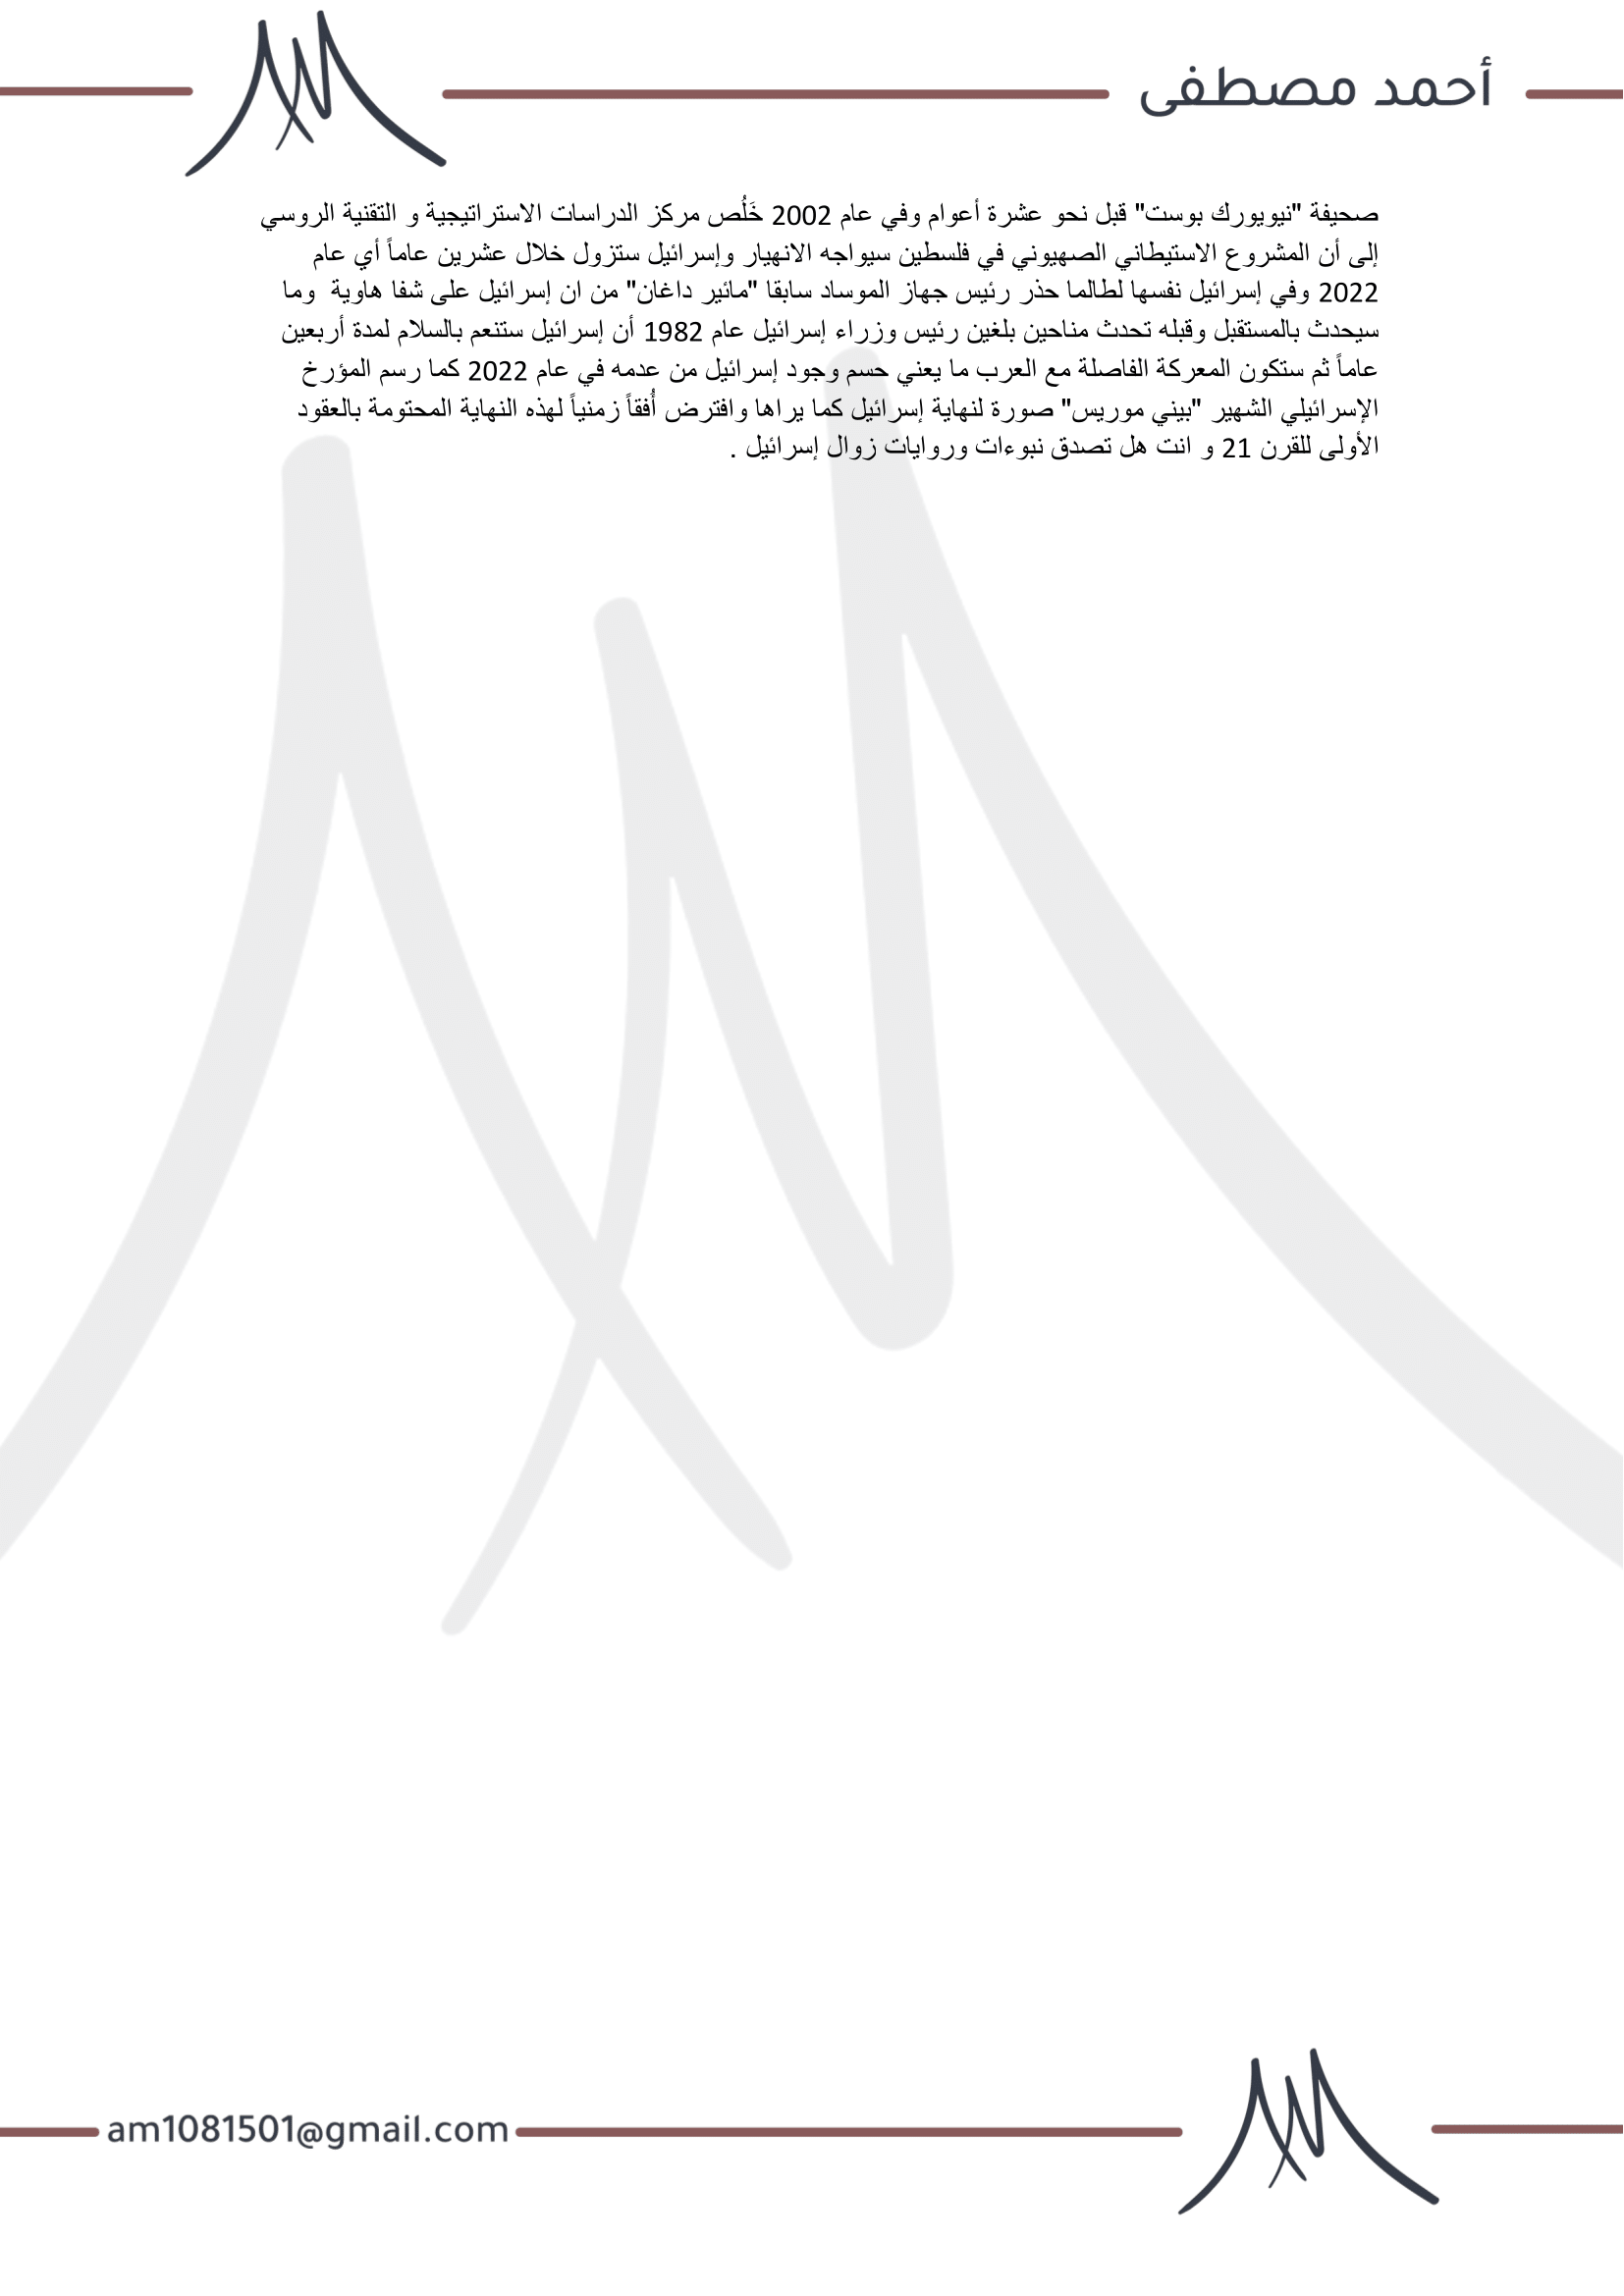 أحمد مصطفى
صحيفة "نيويورك بوست" قبل نحو عشرة أعوام وفي عام 2002 خَلُص مركز الدراسات الاستراتيجية و التقنية الروسي
إلى أن المشروع الاستيطاني الصهيوني في فلسطين سيواجه الانهيار وإسرائيل ستزول خلال عشرين عاماً أي عام
2022 وفي إسرائيل نفسها لطالما حذر رئيس جهاز الموساد سابقا "مائير داغان" من ان إسرائيل على شفا هاوية وما
سيحدث بالمستقبل وقبله تحدث مناحين بلغين رئيس وزراء إسرائيل عام 1982 أن إسرائيل ستنعم بالسلام لمدة أربعين
عاماً ثم ستكون المعركة الفاصلة مع العرب ما يعني حسم وجود إسرائيل من عدمه في عام 2022 كما رسم المؤرخ
الإسرائيلي الشهير "بيني موريس" صورة لنهاية إسرائيل كما يراها وافترض أُفقاً زمنياً لهذه النهاية المحتومة بالعقود
الأولى للقرن 21 و انت هل تصدق نبوءات وروايات زوال إسرائيل .
am1081501@gmail.com